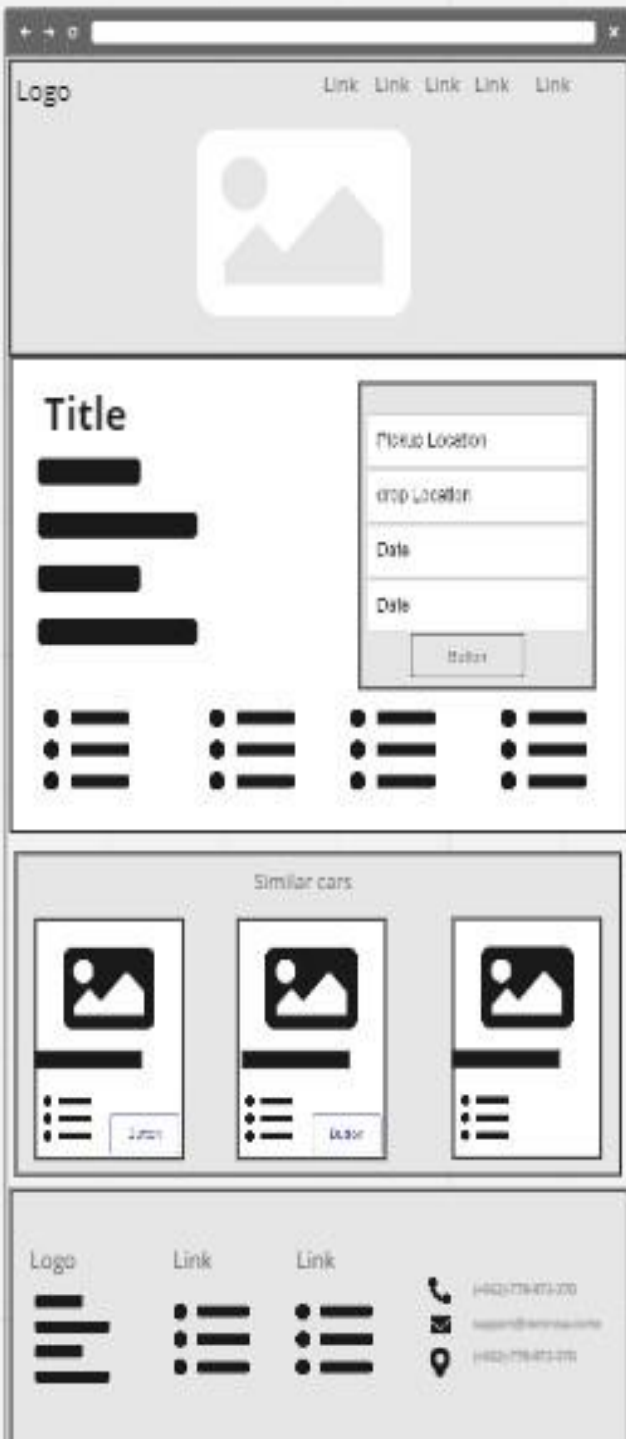 Logo
Link Link Link Link Link
Title
Pickup Location
drop Location
Date
Date
Button
Similar cars
Button
Button
Logo
Link
Link